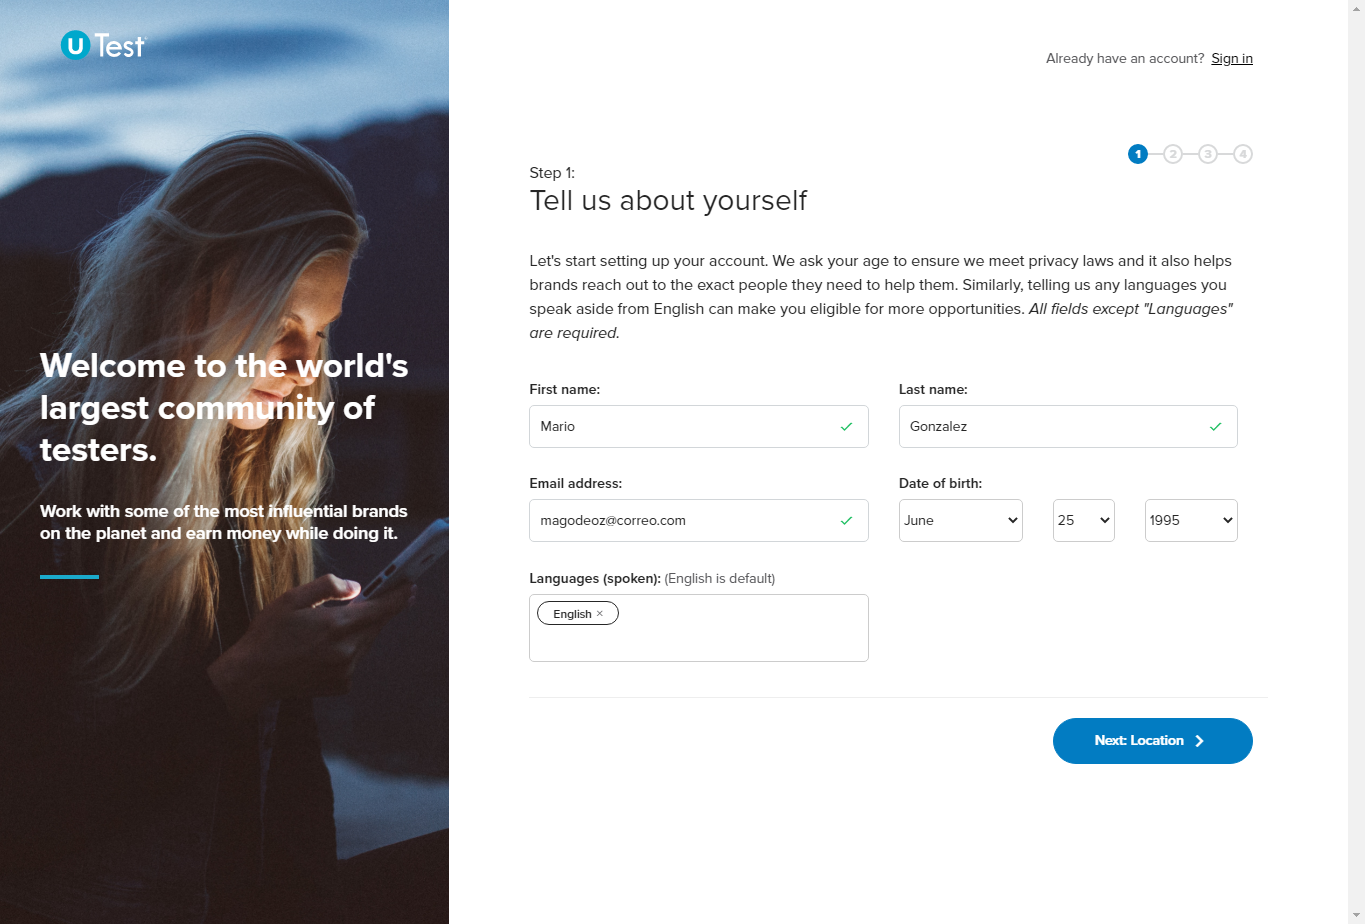 U Test
Already have an account? Sign in
1 2 3 4
Step 1:
Tell us about yourself
Let's start setting up your account. We ask your age to ensure we meet privacy laws and it also helps
brands reach out to the exact people they need to help them. Similarly, telling us any languages you
speak aside from English can make you eligible for more opportunities. All fields except "Languages"
are required.
Welcome to the world's
largest community of
testers.
Work with some of the most influential brands
on the planet and earn money while doing it.
First name: Last name:
Mario Gonzalez
Email address: Date of birth:
magodeoz@correo.com June 25 1995
Languages (spoken): (English is default)
English ×
Next: Location